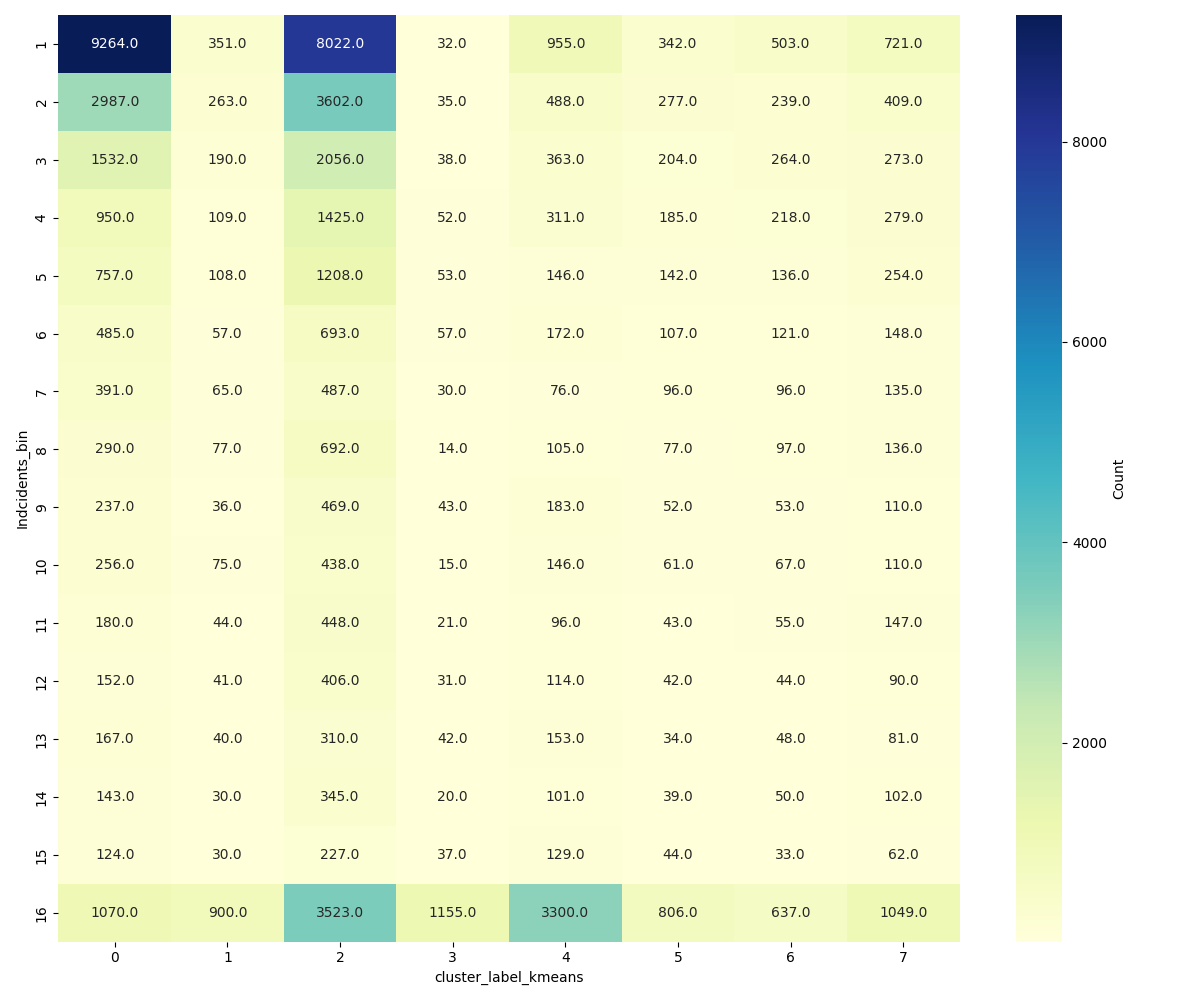 1 9264.0 351.0 8022.0 32.0 955.0 342.0 503.0 721.0
2 2987.0 263.0 3602.0 35.0 488.0 277.0 239.0 409.0
3 1532.0 190.0 2056.0 38.0 363.0 204.0 264.0 273.0
4 950.0 109.0 1425.0 52.0 311.0 185.0 218.0 279.0
5 757.0 108.0 1208.0 53.0 146.0 142.0 136.0 254.0
6 485.0 57.0 693.0 57.0 172.0 107.0 121.0 148.0
7 391.0 65.0 487.0 30.0 76.0 96.0 96.0 135.0
8 290.0 77.0 692.0 14.0 105.0 77.0 97.0 136.0
9 237.0 36.0 469.0 43.0 183.0 52.0 53.0 110.0
10 256.0 75.0 438.0 15.0 146.0 61.0 67.0 110.0
11 180.0 44.0 448.0 21.0 96.0 43.0 55.0 147.0
12 152.0 41.0 406.0 31.0 114.0 42.0 44.0 90.0
13 167.0 40.0 310.0 42.0 153.0 34.0 48.0 81.0
14 143.0 30.0 345.0 20.0 101.0 39.0 50.0 102.0
15 124.0 30.0 227.0 37.0 129.0 44.0 33.0 62.0
16 1070.0 900.0 3523.0 1155.0 3300.0 806.0 637.0 1049.0
0 1 2 3 4 5 6 7
cluster_label_kmeans
Indcidents_bin
8000
6000
4000
2000
Count